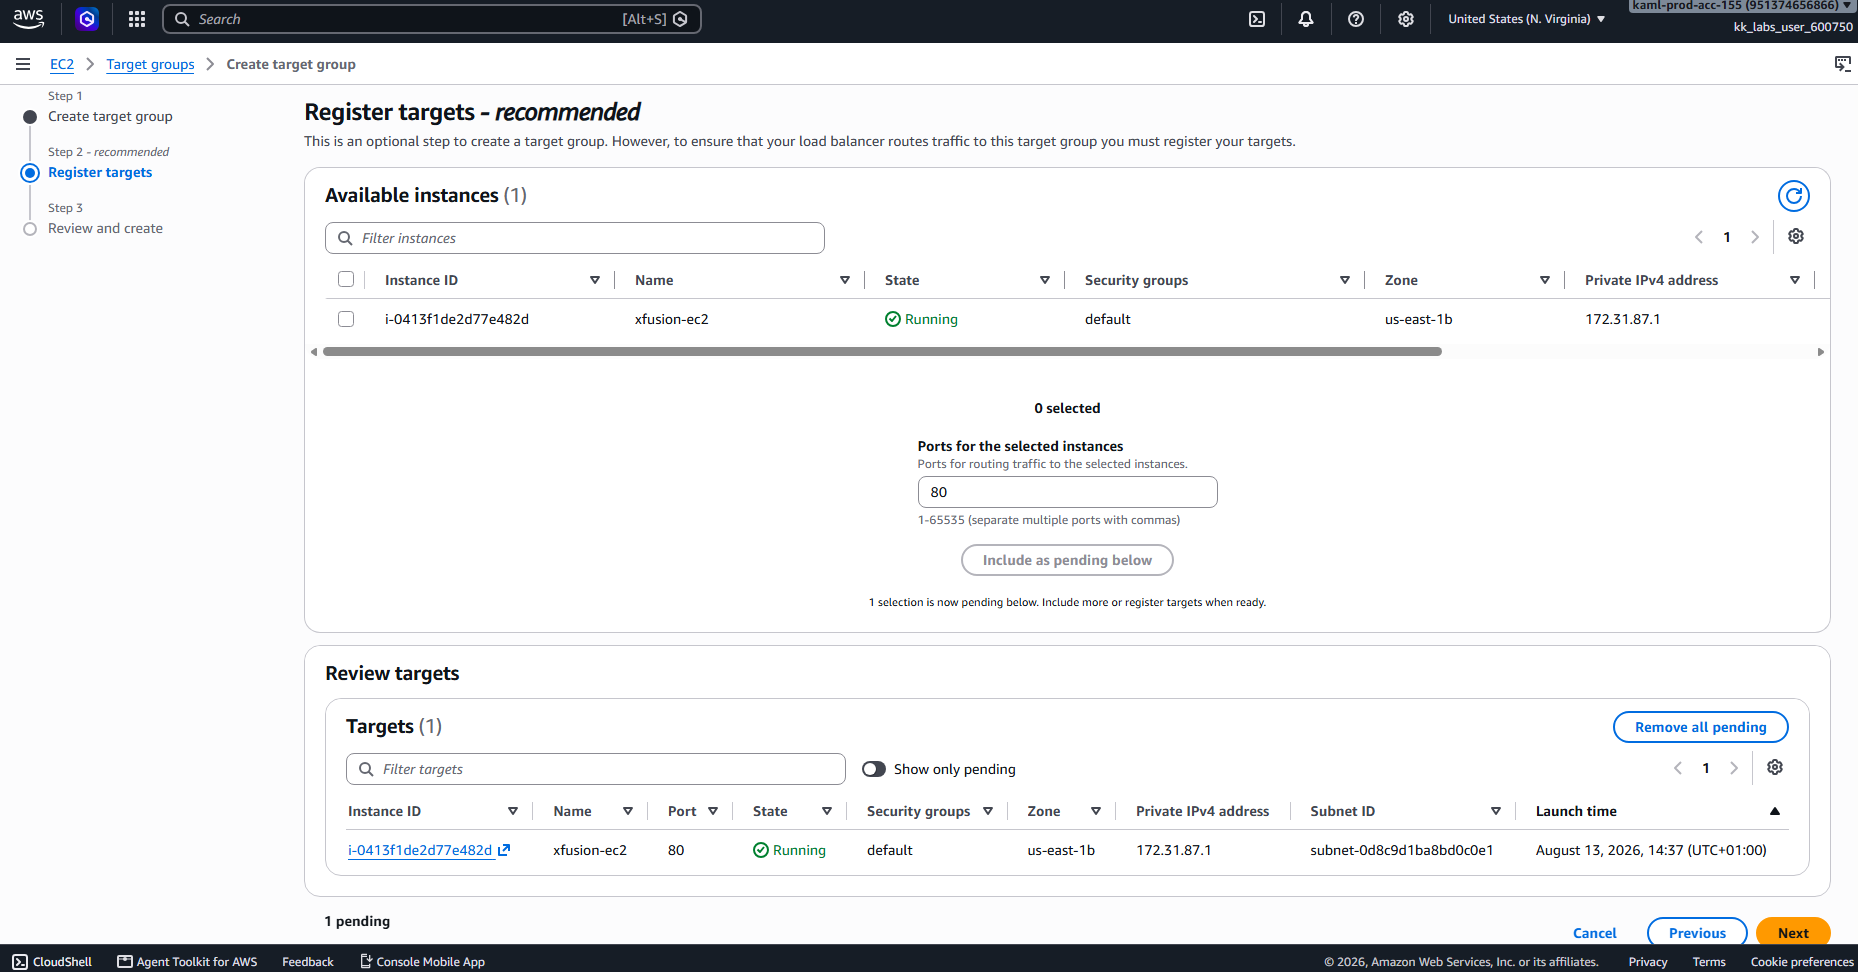 aws
Search
[Alt+S]
United States (N. Virginia)
kaml-prod-acc-155 (951374656866)
kk_labs_user_600750
EC2
Target groups
Create target group
Step 1
Create target group
Step 2 - recommended
Register targets
Step 3
Review and create
Register targets - recommended
This is an optional step to create a target group. However, to ensure that your load balancer routes traffic to this target group you must register your targets.
Available instances (1)
Filter instances
1
Instance ID Name State Security groups Zone Private IPv4 address
i-0413f1de2d77e482d xfusion-ec2 Running default us-east-1b 172.31.87.1
0 selected
Ports for the selected instances
Ports for routing traffic to the selected instances.
80
1-65535 (separate multiple ports with commas)
Include as pending below
1 selection is now pending below. Include more or register targets when ready.
Review targets
Targets (1)
Remove all pending
Filter targets
Show only pending
1
Instance ID Name Port State Security groups Zone Private IPv4 address Subnet ID Launch time
i-0413f1de2d77e482d xfusion-ec2 80 Running default us-east-1b 172.31.87.1 subnet-0d8c9d1ba8bd0c0e1 August 13, 2026, 14:37 (UTC+01:00)
1 pending
Cancel
Previous
Next
CloudShell Agent Toolkit for AWS Feedback Console Mobile App © 2026, Amazon Web Services, Inc. or its affiliates. Privacy Terms Cookie preferences